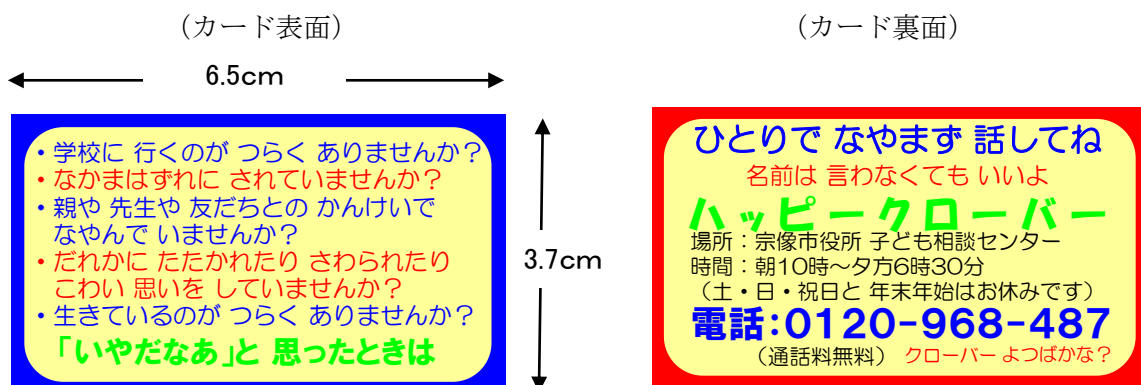 （カード表面）
6.5cm
・学校に 行くのが つらく ありませんか？
・なかまはずれに されていませんか？
・親や 先生や 友だちとの かんけいで
なやんで いませんか？
・だれかに たたかれたり さわられたり
こわい 思いを していませんか？
・生きているのが つらく ありませんか？
「いやだなあ」と 思ったときは
3.7cm
（カード裏面）
ひとりで なやまず 話してね
名前は 言わなくても いいよ
ハッピークローバー
場所：宗像市役所 子ども相談センター
時間：朝10時～夕方6時30分
（土・日・祝日と 年末年始はお休みです）
電話：0120-968-487
（通話料無料） クローバー よつばかな？